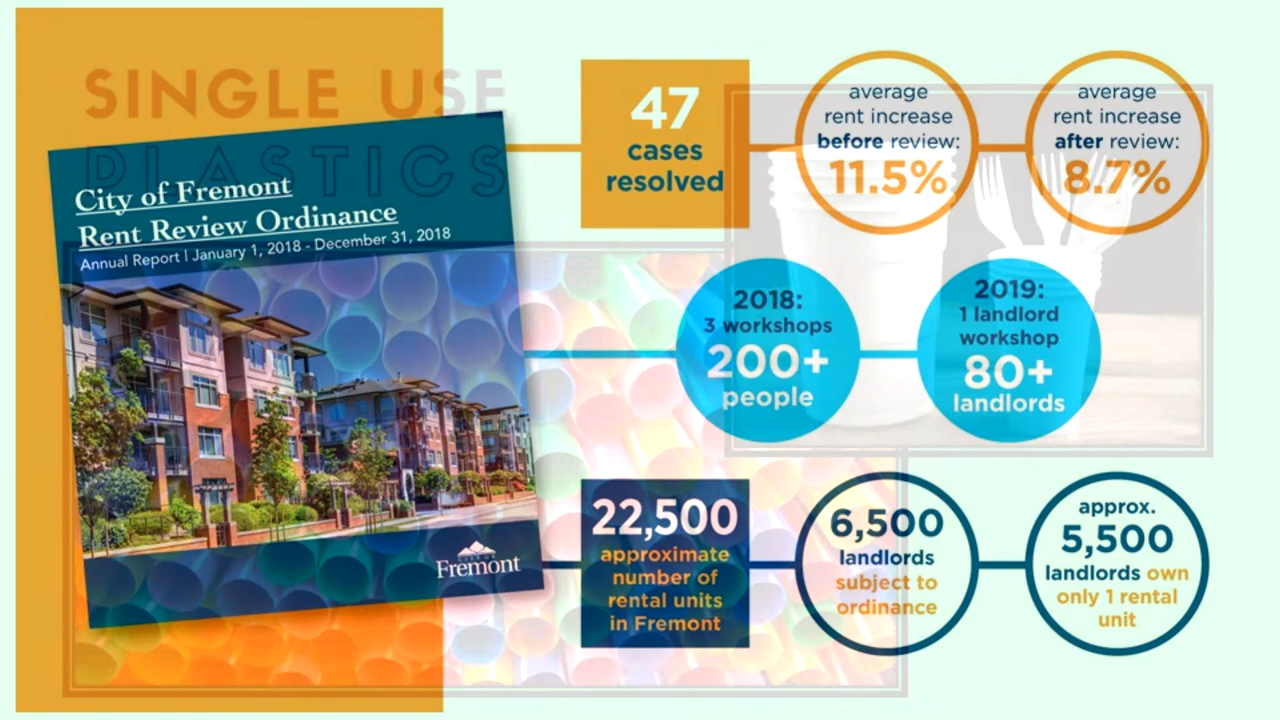 SINGLE USE
PLASTICS
City of Fremont
Rent Review Ordinance
Annual Report | January 1, 2018 - December 31, 2018
Fremont
47
cases
resolved
average
rent increase
before review:
11.5%
average
rent increase
after review:
8.7%
2018:
3 workshops
200+
people
2019:
1 landlord
workshop
80+
landlords
22,500
approximate
number of
rental units
in Fremont
6,500
landlords
subject to
ordinance
approx.
5,500
landlords own
only 1 rental
unit